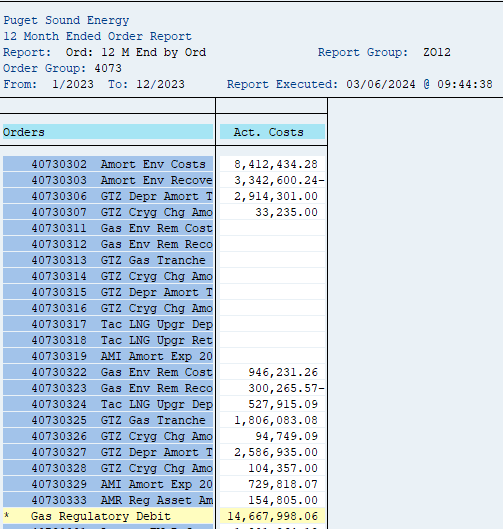 Puget Sound Energy
12 Month Ended Order Report
Report: Ord: 12 M End by Ord Report Group: ZO12
Order Group: 4073
From: 1/2023 To: 12/2023 Report Executed: 03/06/2024 @ 09:44:38
Orders Act. Costs
40730302 Amort Env Costs 8,412,434.28
40730303 Amort Env Recove 3,342,600.24-
40730306 GTZ Depr Amort T 2,914,301.00
40730307 GTZ Cryg Chg Amo 33,235.00
40730311 Gas Env Rem Cost
40730312 Gas Env Rem Reco
40730313 GTZ Gas Tranche
40730314 GTZ Cryg Chg Amo
40730315 GTZ Depr Amort T
40730316 GTZ Cryg Chg Amo
40730317 Tac LNG Upgr Dep
40730318 Tac LNG Upgr Ret
40730319 AMI Amort Exp 20
40730322 Gas Env Rem Cost 946,231.26
40730323 Gas Env Rem Reco 300,265.57-
40730324 Tac LNG Upgr Dep 527,915.09
40730325 GTZ Gas Tranche 1,806,083.08
40730326 GTZ Cryg Chg Amo 94,749.09
40730327 GTZ Depr Amort T 2,586,935.00
40730328 GTZ Cryg Chg Amo 104,357.00
40730329 AMI Amort Exp 20 729,818.07
40730333 AMR Reg Asset Am 154,805.00
* Gas Regulatory Debit 14,667,998.06